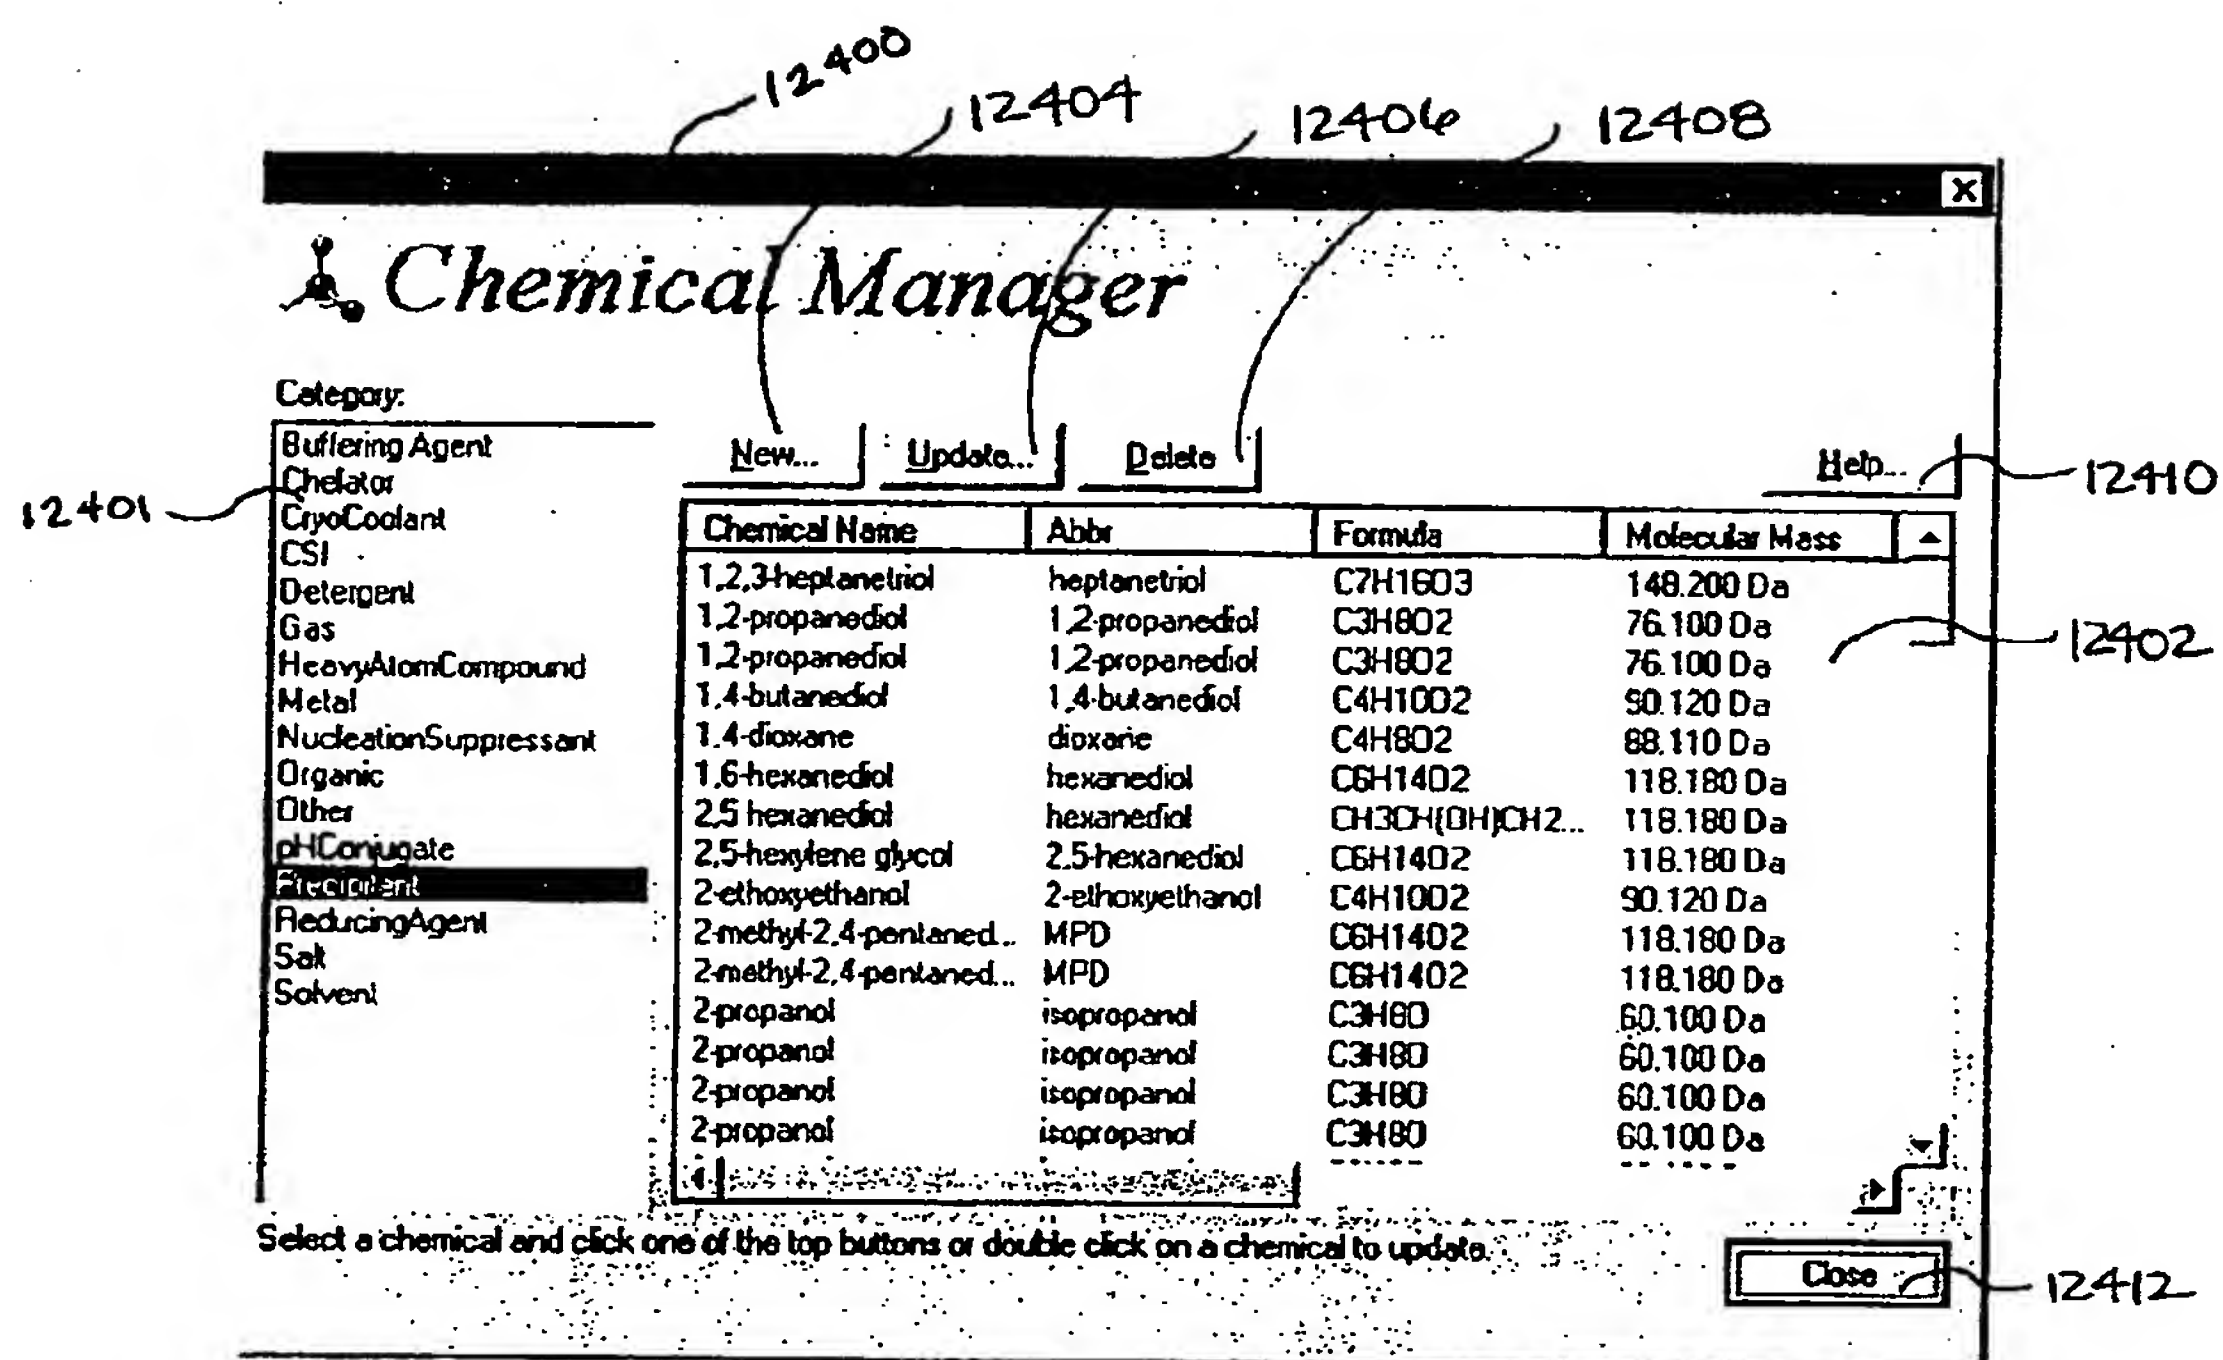 12400
12404
12406
12408
X
Chemical Manager
Category:
Buffering Agent
Chelator
CryoCoolant
CSI
Detergent
Gas
HeavyAtomCompound
Metal
NucleationSuppressant
Organic
Other
pHConjugate
Precipitent
ReducingAgent
Salt
Solvent
12401
New... Update... Delete Help...
12410
Chemical Name Abbr Formula Molecular Mass
1,2,3-heptanetriol heptanetriol C7H16O3 148.200 Da
1,2-propanediol 1,2-propanediol C3H8O2 76.100 Da
1,2-propanediol 1,2-propanediol C3H8O2 76.100 Da
12402
1,4-butanediol 1,4-butanediol C4H10O2 90.120 Da
1,4-dioxane dioxane C4H8O2 88.110 Da
1,6-hexanediol hexanediol C6H14O2 118.180 Da
2,5 hexanediol hexanediol CH3CH(OH)CH2... 118.180 Da
2,5-hexylene glycol 2,5-hexanediol C6H14O2 118.180 Da
2-ethoxyethanol 2-ethoxyethanol C4H10O2 90.120 Da
2-methyl-2,4-pentaned... MPD C6H14O2 118.180 Da
2-methyl-2,4-pentaned... MPD C6H14O2 118.180 Da
2-propanol isopropanol C3H8O 60.100 Da
2-propanol isopropanol C3H8O 60.100 Da
2-propanol isopropanol C3H8O 60.100 Da
2-propanol isopropanol C3H8O 60.100 Da
Select a chemical and click one of the top buttons or double click on a chemical to update.
Close
12412